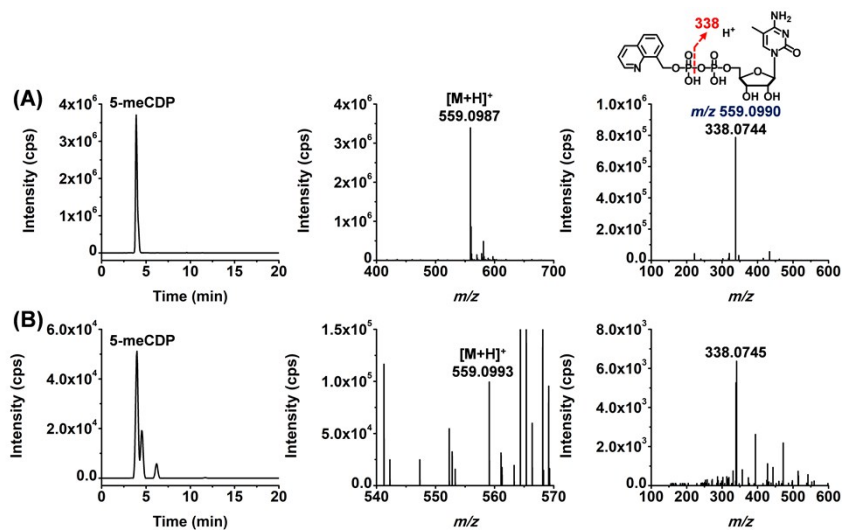 338
H⁺
NH₂
N
N
O
N
O
P
O
OH
O
P
O
OH
O
OH OH
(A)
5-meCDP
4x10⁶
3x10⁶
2x10⁶
1x10⁶
0
0 5 10 15 20
Intensity (cps)
Time (min)
[M+H]⁺
559.0987
4x10⁶
3x10⁶
2x10⁶
1x10⁶
0
400 500 600 700
Intensity (cps)
m/z
m/z 559.0990
338.0744
1.0x10⁶
8.0x10⁵
6.0x10⁵
4.0x10⁵
2.0x10⁵
0.0
100 200 300 400 500 600
Intensity (cps)
m/z
(B)
5-meCDP
6.0x10⁴
4.0x10⁴
2.0x10⁴
0.0
0 5 10 15 20
Intensity (cps)
Time (min)
[M+H]⁺
559.0993
1.5x10⁵
1.0x10⁵
5.0x10⁴
0.0
540 550 560 570
Intensity (cps)
m/z
338.0745
8.0x10³
6.0x10³
4.0x10³
2.0x10³
0.0
100 200 300 400 500 600
Intensity (cps)
m/z